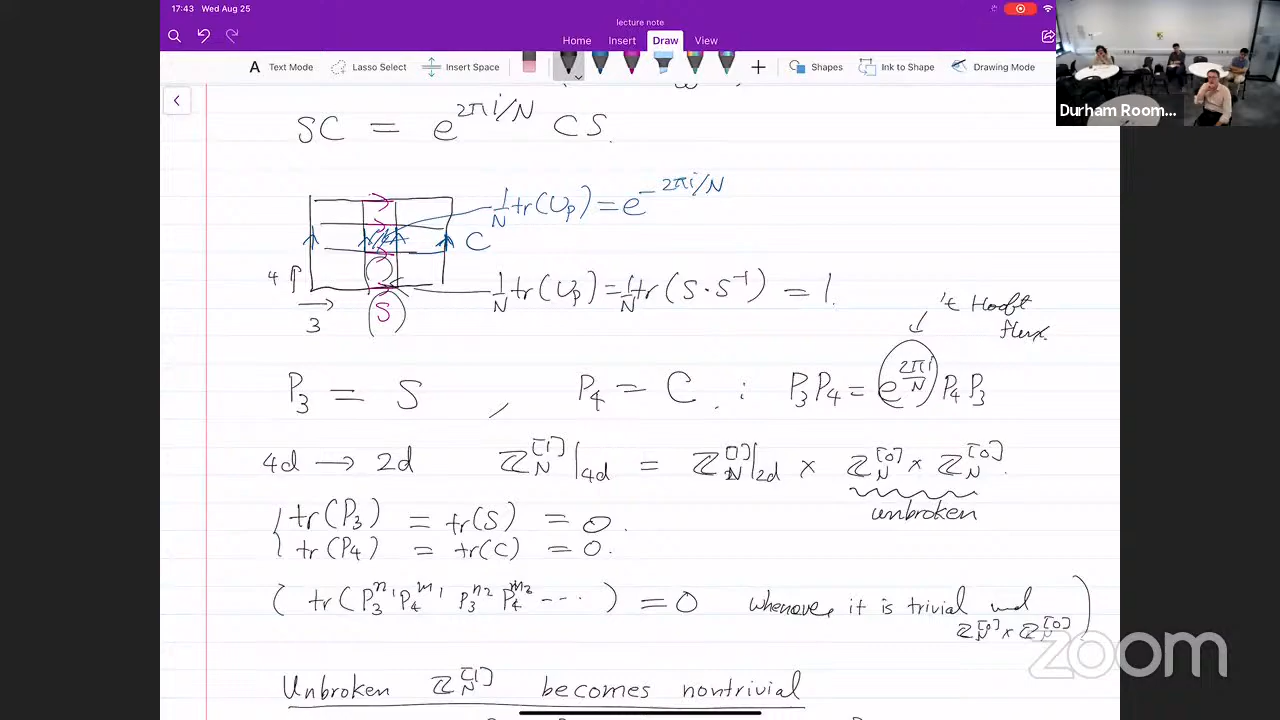 17:43 Wed Aug 25
lecture note
Home Insert Draw View
Text Mode Lasso Select Insert Space Shapes Ink to Shape Drawing Mode
Durham Room...
SC = e^{2πi/N} CS.
1/N tr(U_p) = e^{-2πi/N}
C
4 ↑
1/N tr(U_p) = 1/N tr(S·S^{-1}) = 1.
S
→
3
't Hooft
flux.
P_3 = S , P_4 = C . ; P_3 P_4 = e^{2πi/N} P_4 P_3
4d → 2d Z_N^{[1]}|_{4d} = Z_N^{[1]}|_{2d} × Z_N^{[0]} × Z_N^{[0]}.
unbroken
tr(P_3) = tr(S) = 0.
tr(P_4) = tr(C) = 0.
( tr(P_3^{n_1} P_4^{m_1} P_3^{n_2} P_4^{m_2} ....) = 0 whenever it is trivial
Z_N^{[0]} × Z_N^{[0]} )
zoom
Unbroken Z_N^{[1]} becomes nontrivial